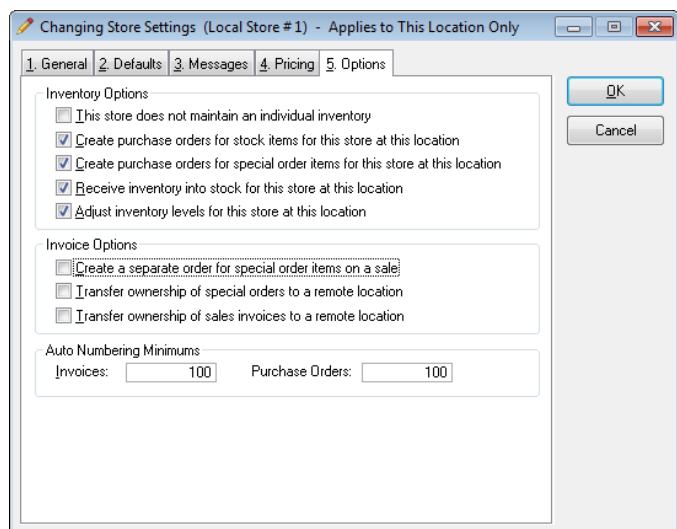 Changing Store Settings (Local Store #1) - Applies to This Location Only
1. General 2. Defaults 3. Messages 4. Pricing 5. Options
Inventory Options
This store does not maintain an individual inventory
Create purchase orders for stock items for this store at this location
Create purchase orders for special order items for this store at this location
Receive inventory into stock for this store at this location
Adjust inventory levels for this store at this location
Invoice Options
Create a separate order for special order items on a sale
Transfer ownership of special orders to a remote location
Transfer ownership of sales invoices to a remote location
Auto Numbering Minimums
Invoices: 100 Purchase Orders: 100
OK
Cancel